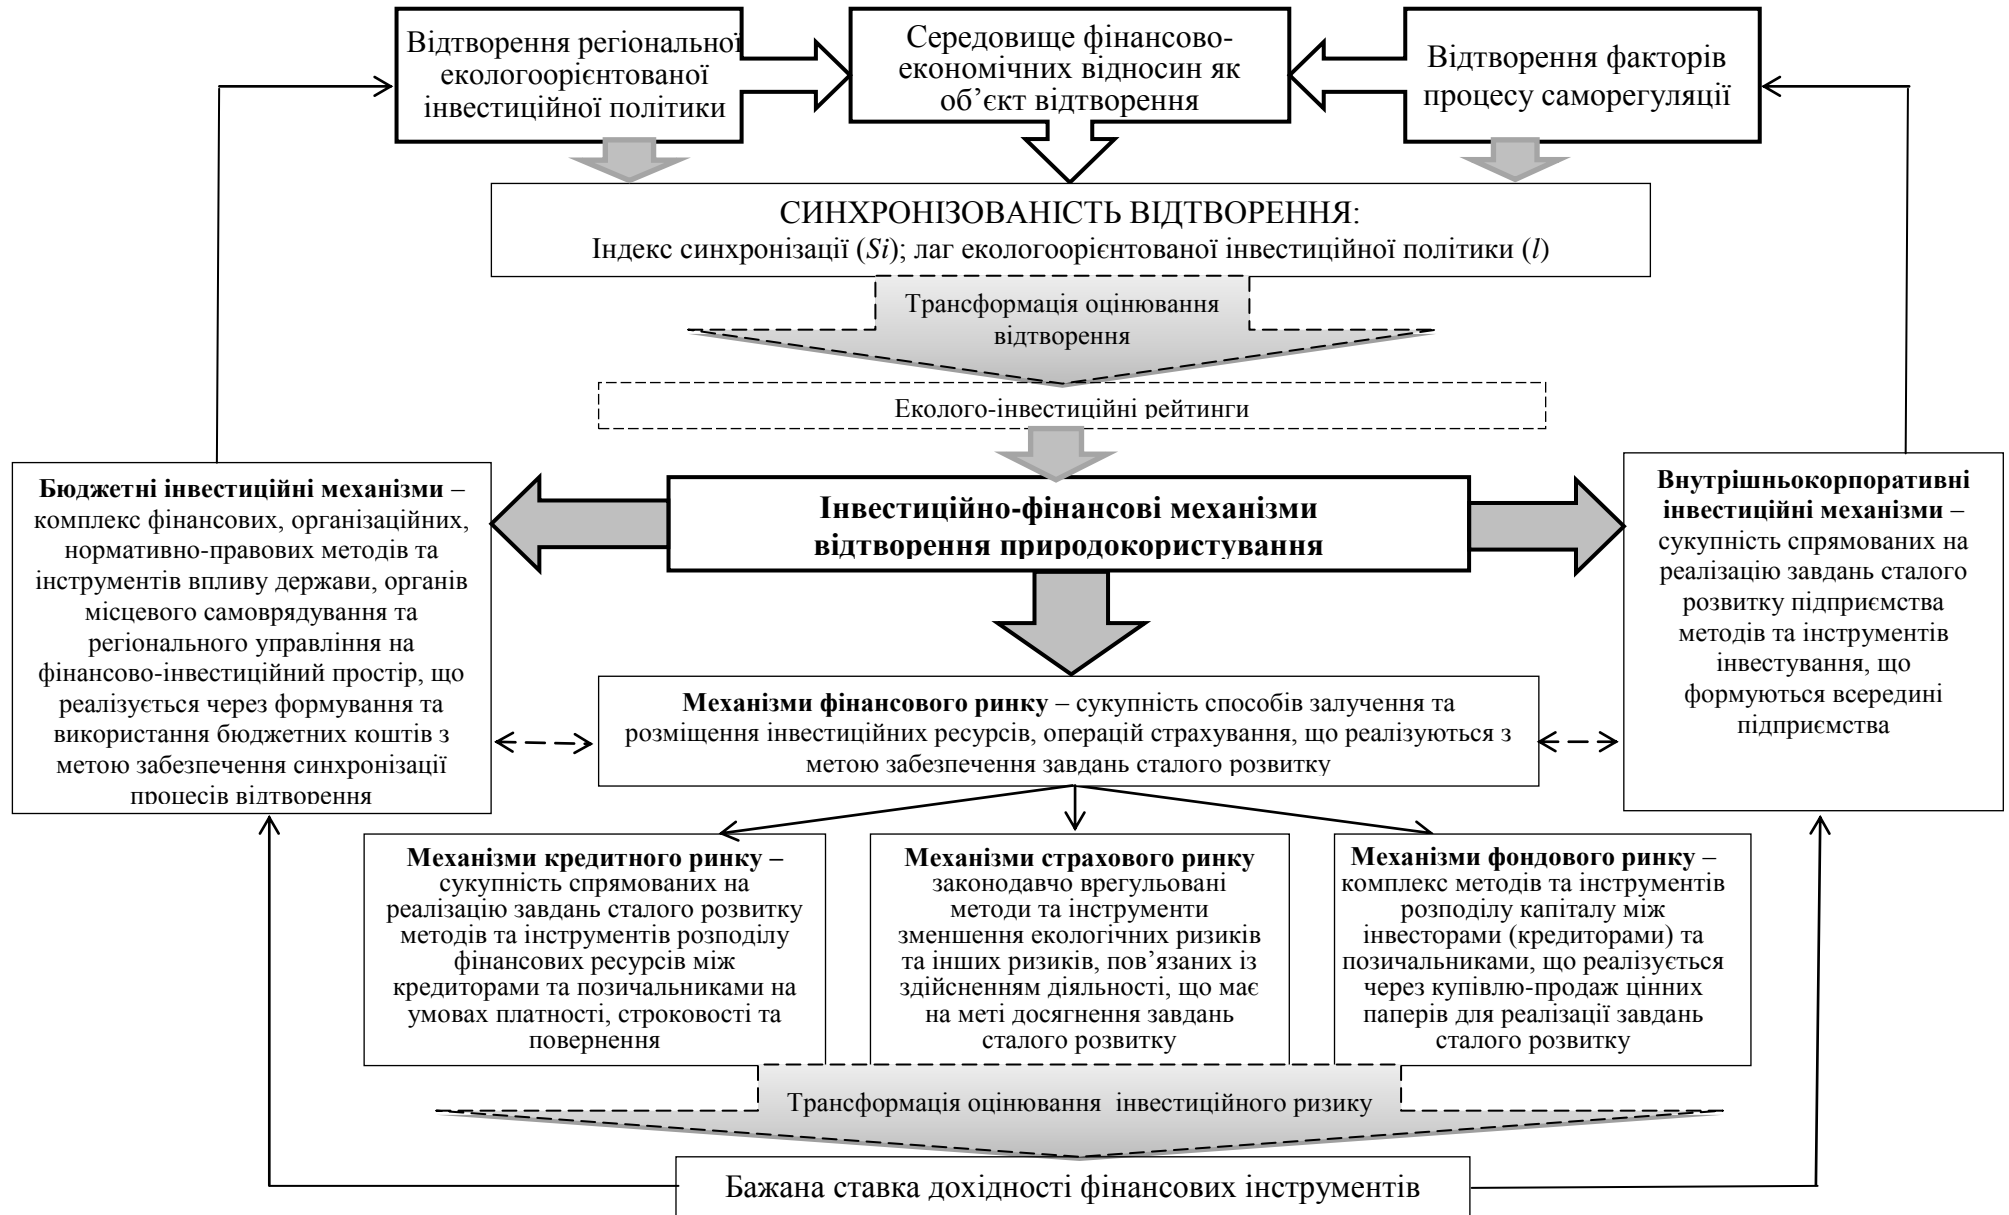 Відтворення регіональної
екологоорієнтованої
інвестиційної політики
Середовище фінансово-
економічних відносин як
об’єкт відтворення
Відтворення факторів
процесу саморегуляції
СИНХРОНІЗОВАНІСТЬ ВІДТВОРЕННЯ:
Індекс синхронізації (Si); лаг екологоорієнтованої інвестиційної політики (l)
Трансформація оцінювання
відтворення
Еколого-інвестиційні рейтинги
Інвестиційно-фінансові механізми
відтворення природокористування
Бюджетні інвестиційні механізми –
комплекс фінансових, організаційних,
нормативно-правових методів та
інструментів впливу держави, органів
місцевого самоврядування та
регіонального управління на
фінансово-інвестиційний простір, що
реалізується через формування та
використання бюджетних коштів з
метою забезпечення синхронізації
процесів відтворення
Внутрішньокорпоративні
інвестиційні механізми –
сукупність спрямованих на
реалізацію завдань сталого
розвитку підприємства
методів та інструментів
інвестування, що
формуються всередині
підприємства
Механізми фінансового ринку – сукупність способів залучення та
розміщення інвестиційних ресурсів, операцій страхування, що реалізуються з
метою забезпечення завдань сталого розвитку
Механізми кредитного ринку –
сукупність спрямованих на
реалізацію завдань сталого розвитку
методів та інструментів розподілу
фінансових ресурсів між
кредиторами та позичальниками на
умовах платності, строковості та
повернення
Механізми страхового ринку
законодавчо врегульовані
методи та інструменти
зменшення екологічних ризиків
та інших ризиків, пов’язаних із
здійсненням діяльності, що має
на меті досягнення завдань
сталого розвитку
Механізми фондового ринку –
комплекс методів та інструментів
розподілу капіталу між
інвесторами (кредиторами) та
позичальниками, що реалізується
через купівлю-продаж цінних
паперів для реалізації завдань
сталого розвитку
Трансформація оцінювання інвестиційного ризику
Бажана ставка дохідності фінансових інструментів